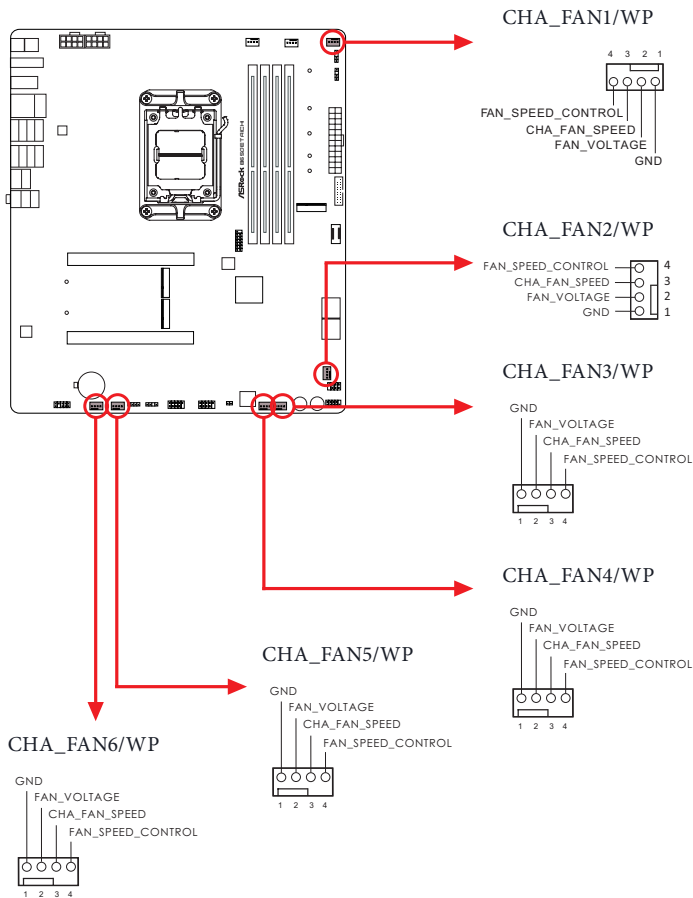 CHA_FAN1/WP
4 3 2 1
FAN_SPEED_CONTROL
CHA_FAN_SPEED
FAN_VOLTAGE
GND
ASRock
CHA_FAN2/WP
FAN_SPEED_CONTROL 4
CHA_FAN_SPEED 3
FAN_VOLTAGE 2
GND 1
CHA_FAN3/WP
GND
FAN_VOLTAGE
CHA_FAN_SPEED
FAN_SPEED_CONTROL
1 2 3 4
CHA_FAN4/WP
GND
FAN_VOLTAGE
CHA_FAN_SPEED
FAN_SPEED_CONTROL
1 2 3 4
CHA_FAN5/WP
GND
FAN_VOLTAGE
CHA_FAN_SPEED
FAN_SPEED_CONTROL
1 2 3 4
CHA_FAN6/WP
GND
FAN_VOLTAGE
CHA_FAN_SPEED
FAN_SPEED_CONTROL
1 2 3 4